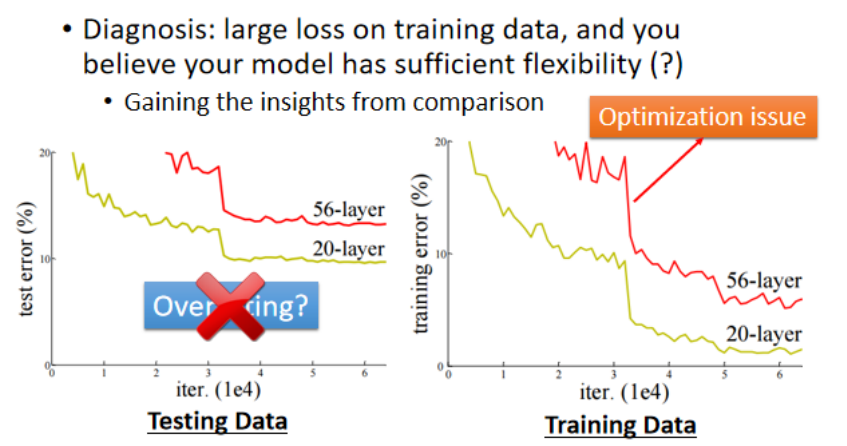 • Diagnosis: large loss on training data, and you
believe your model has sufficient flexibility (?)
• Gaining the insights from comparison
Optimization issue
20
10
0
test error (%)
56-layer
20-layer
Over ting?
0 1 2 3 4 5 6
iter. (1e4)
Testing Data
20
10
0
training error (%)
56-layer
20-layer
0 1 2 3 4 5 6
iter. (1e4)
Training Data